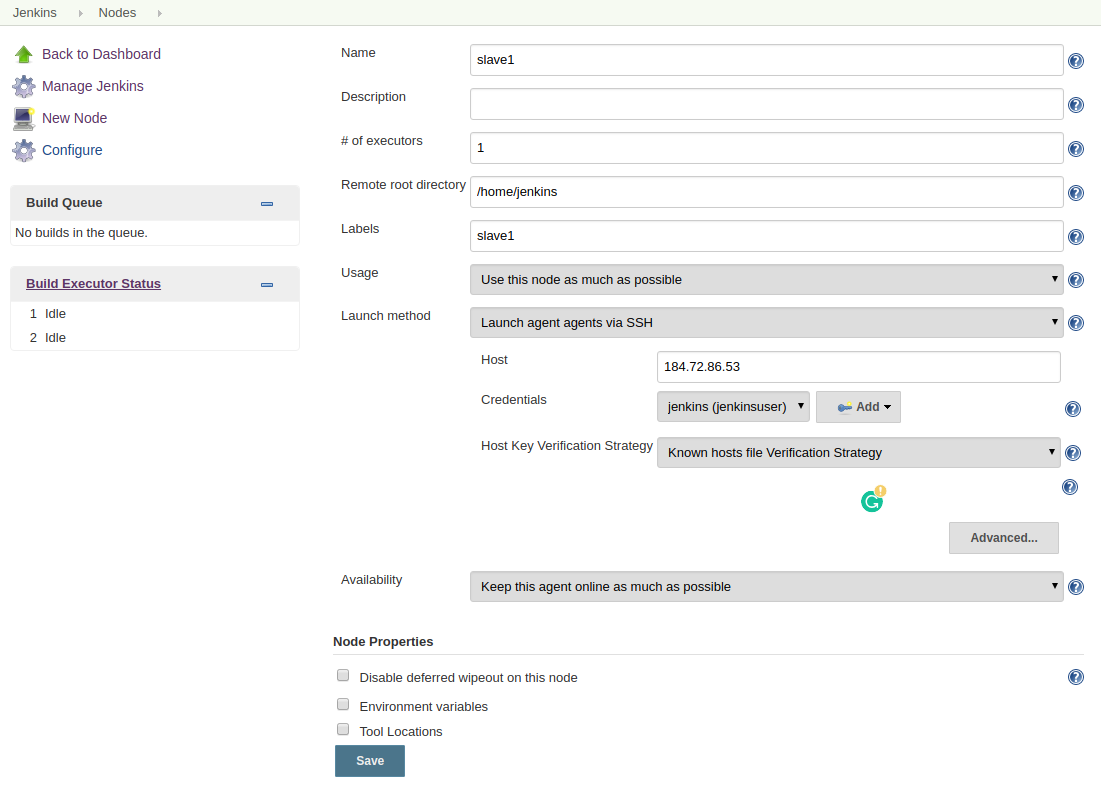 Jenkins Nodes
Back to Dashboard
Manage Jenkins
New Node
Configure
Build Queue
No builds in the queue.
Build Executor Status
1 Idle
2 Idle
Name slave1
Description
# of executors 1
Remote root directory /home/jenkins
Labels slave1
Usage Use this node as much as possible
Launch method Launch agent agents via SSH
Host 184.72.86.53
Credentials jenkins (jenkinsuser) Add
Host Key Verification Strategy Known hosts file Verification Strategy
Advanced...
Availability Keep this agent online as much as possible
Node Properties
Disable deferred wipeout on this node
Environment variables
Tool Locations
Save